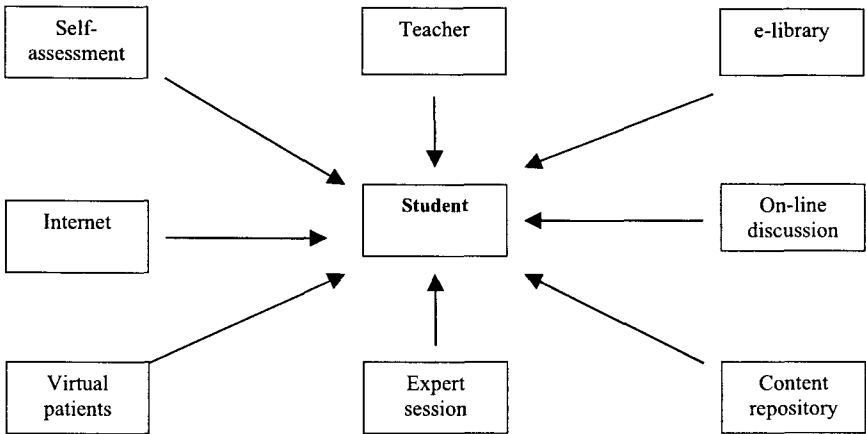 Self-
assessment
Teacher
e-library
Internet
Student
On-line
discussion
Virtual
patients
Expert
session
Content
repository